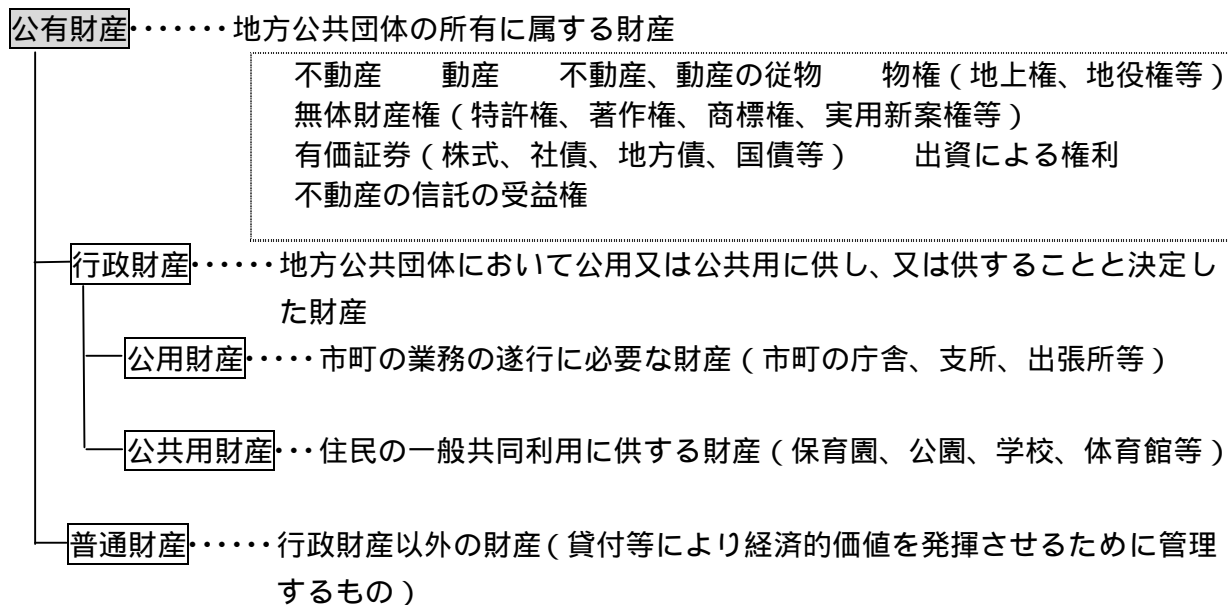 公有財産・・・・・・・地方公共団体の所有に属する財産
不動産　　動産　　不動産、動産の従物　　物権（地上権、地役権等）
無体財産権（特許権、著作権、商標権、実用新案権等）
有価証券（株式、社債、地方債、国債等）　　出資による権利
不動産の信託の受益権
行政財産・・・・・・地方公共団体において公用又は公共用に供し、又は供することと決定し
た財産
公用財産・・・・・市町の業務の遂行に必要な財産（市町の庁舎、支所、出張所等）
公共用財産・・・住民の一般共同利用に供する財産（保育園、公園、学校、体育館等）
普通財産・・・・・・行政財産以外の財産（貸付等により経済的価値を発揮させるために管理
するもの）